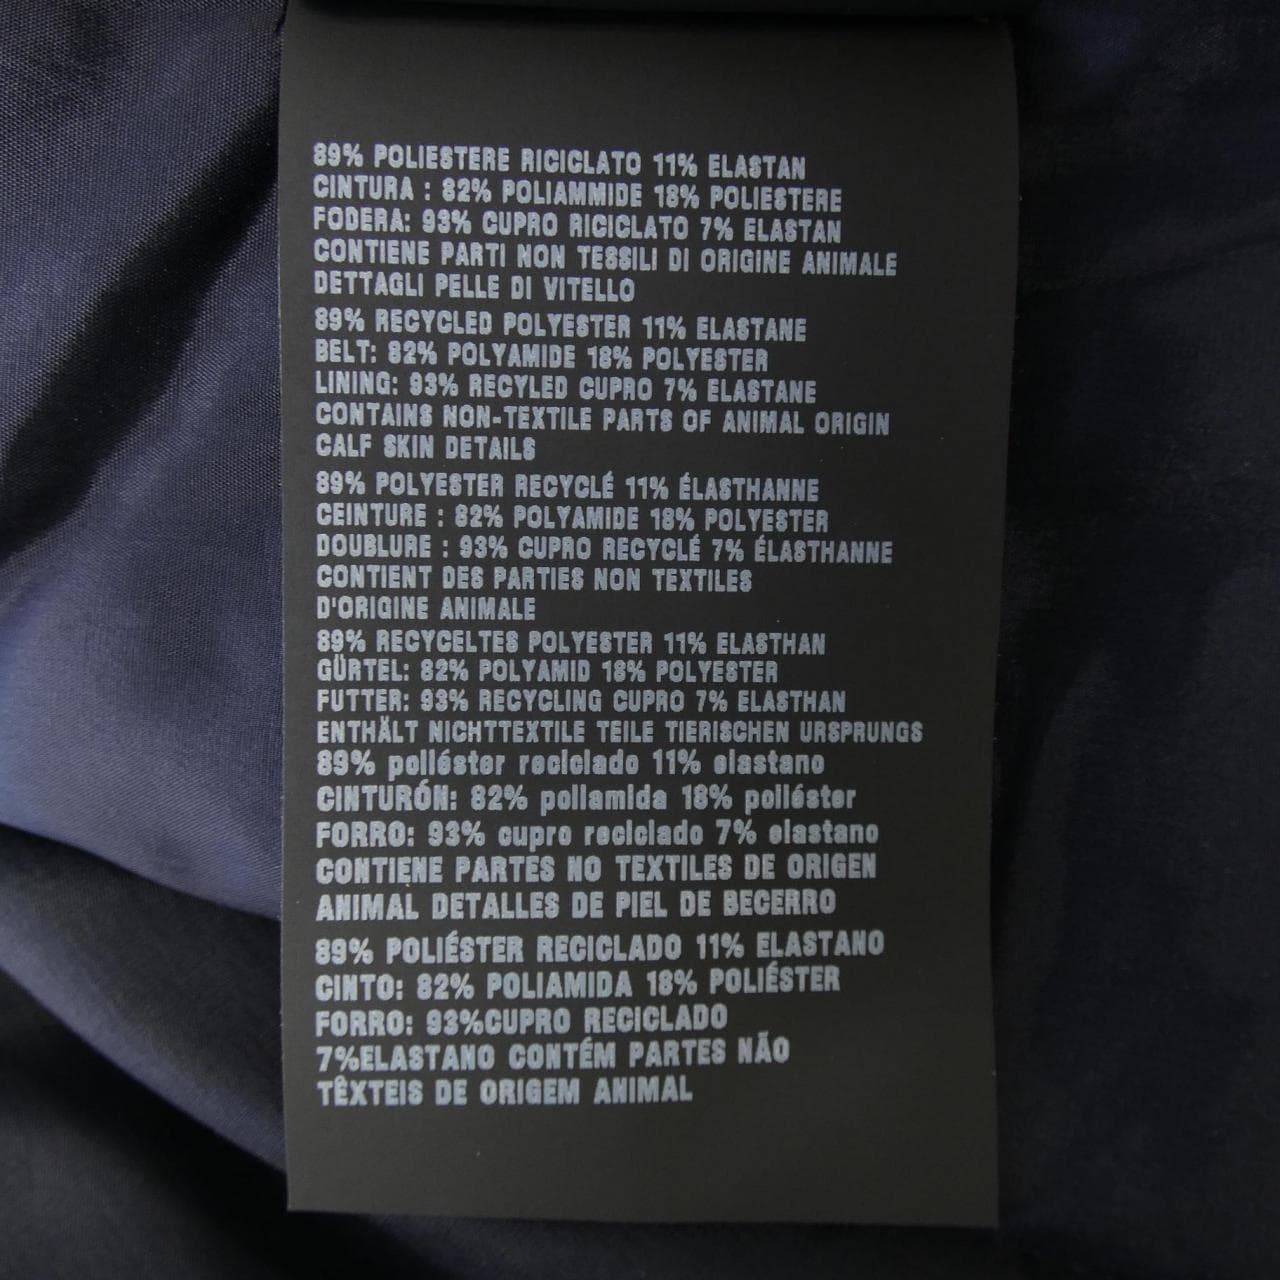 89% POLIESTERE RICICLATO 11% ELASTAN
CINTURA : 82% POLIAMMIDE 18% POLIESTERE
FODERA: 93% CUPRO RICICLATO 7% ELASTAN
CONTIENE PARTI NON TESSILI DI ORIGINE ANIMALE
DETTAGLI PELLE DI VITELLO
89% RECYCLED POLYESTER 11% ELASTANE
BELT: 82% POLYAMIDE 18% POLYESTER
LINING: 93% RECYLED CUPRO 7% ELASTANE
CONTAINS NON-TEXTILE PARTS OF ANIMAL ORIGIN
CALF SKIN DETAILS
89% POLYESTER RECYCLÉ 11% ÉLASTHANNE
CEINTURE : 82% POLYAMIDE 18% POLYESTER
DOUBLURE : 93% CUPRO RECYCLÉ 7% ÉLASTHANNE
CONTIENT DES PARTIES NON TEXTILES
D'ORIGINE ANIMALE
89% RECYCELTES POLYESTER 11% ELASTHAN
GÜRTEL: 82% POLYAMID 18% POLYESTER
FUTTER: 93% RECYCLING CUPRO 7% ELASTHAN
ENTHÄLT NICHTTEXTILE TEILE TIERISCHEN URSPRUNGS
89% poliéster reciclado 11% elastano
CINTURÓN: 82% poliamida 18% poliéster
FORRO: 93% cupro reciclado 7% elastano
CONTIENE PARTES NO TEXTILES DE ORIGEN
ANIMAL DETALLES DE PIEL DE BECERRO
89% POLIÉSTER RECICLADO 11% ELASTANO
CINTO: 82% POLIAMIDA 18% POLIÉSTER
FORRO: 93%CUPRO RECICLADO
7%ELASTANO CONTÉM PARTES NÃO
TÊXTEIS DE ORIGEM ANIMAL